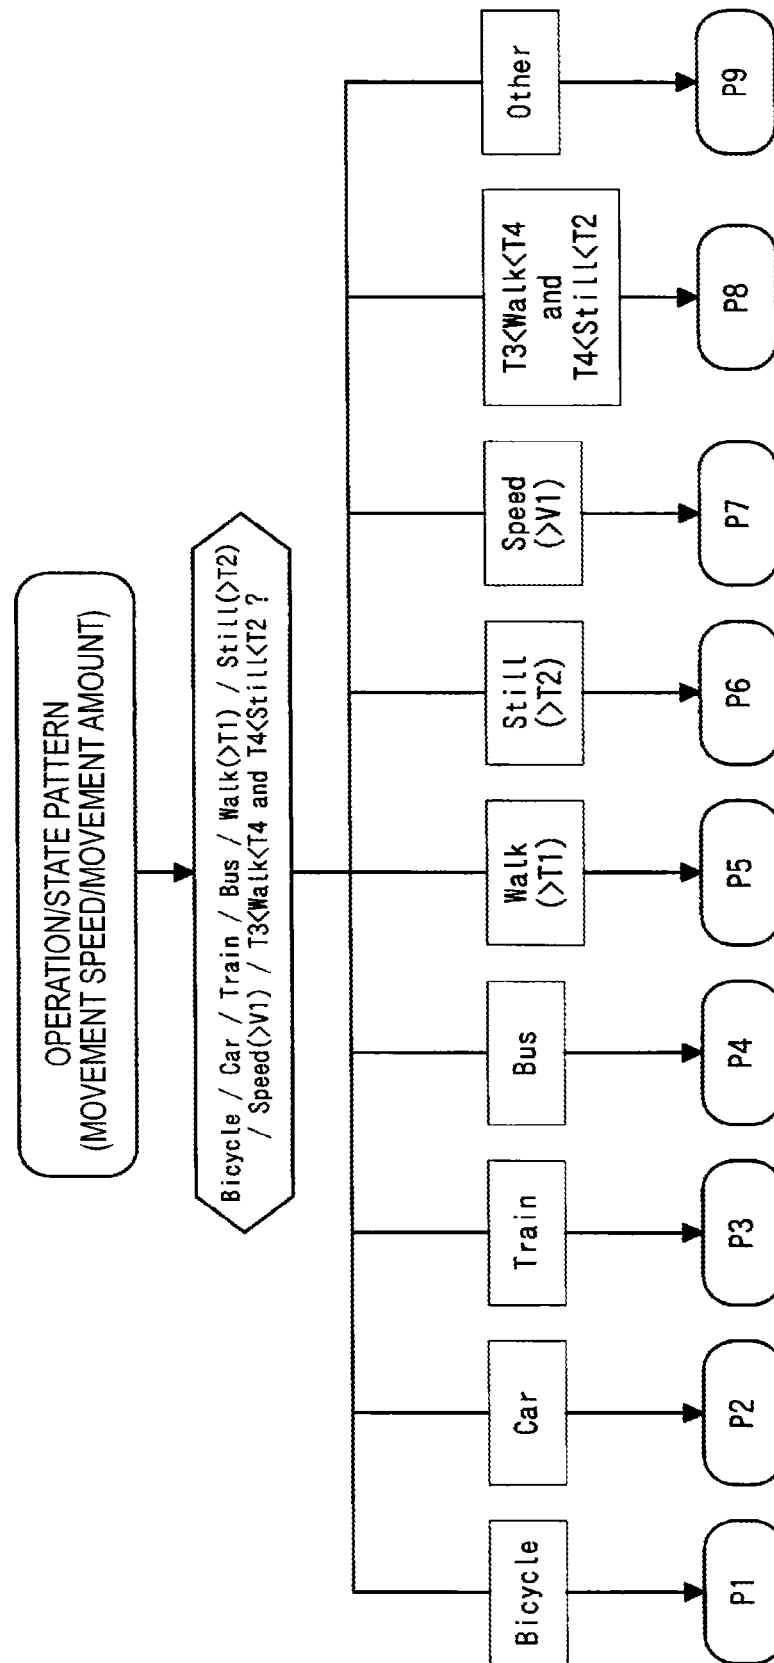 OPERATION/STATE PATTERN
(MOVEMENT SPEED/MOVEMENT AMOUNT)
Bicycle / Car / Train / Bus / Walk(>T1) / Still(>T2)
/ Speed(>V1) / T3<Walk<T4 and T4<Still<T2 ?
Bicycle
Car
Train
Bus
Walk
(>T1)
Still
(>T2)
Speed
(>V1)
T3<Walk<T4
and
T4<Still<T2
Other
P1
P2
P3
P4
P5
P6
P7
P8
P9